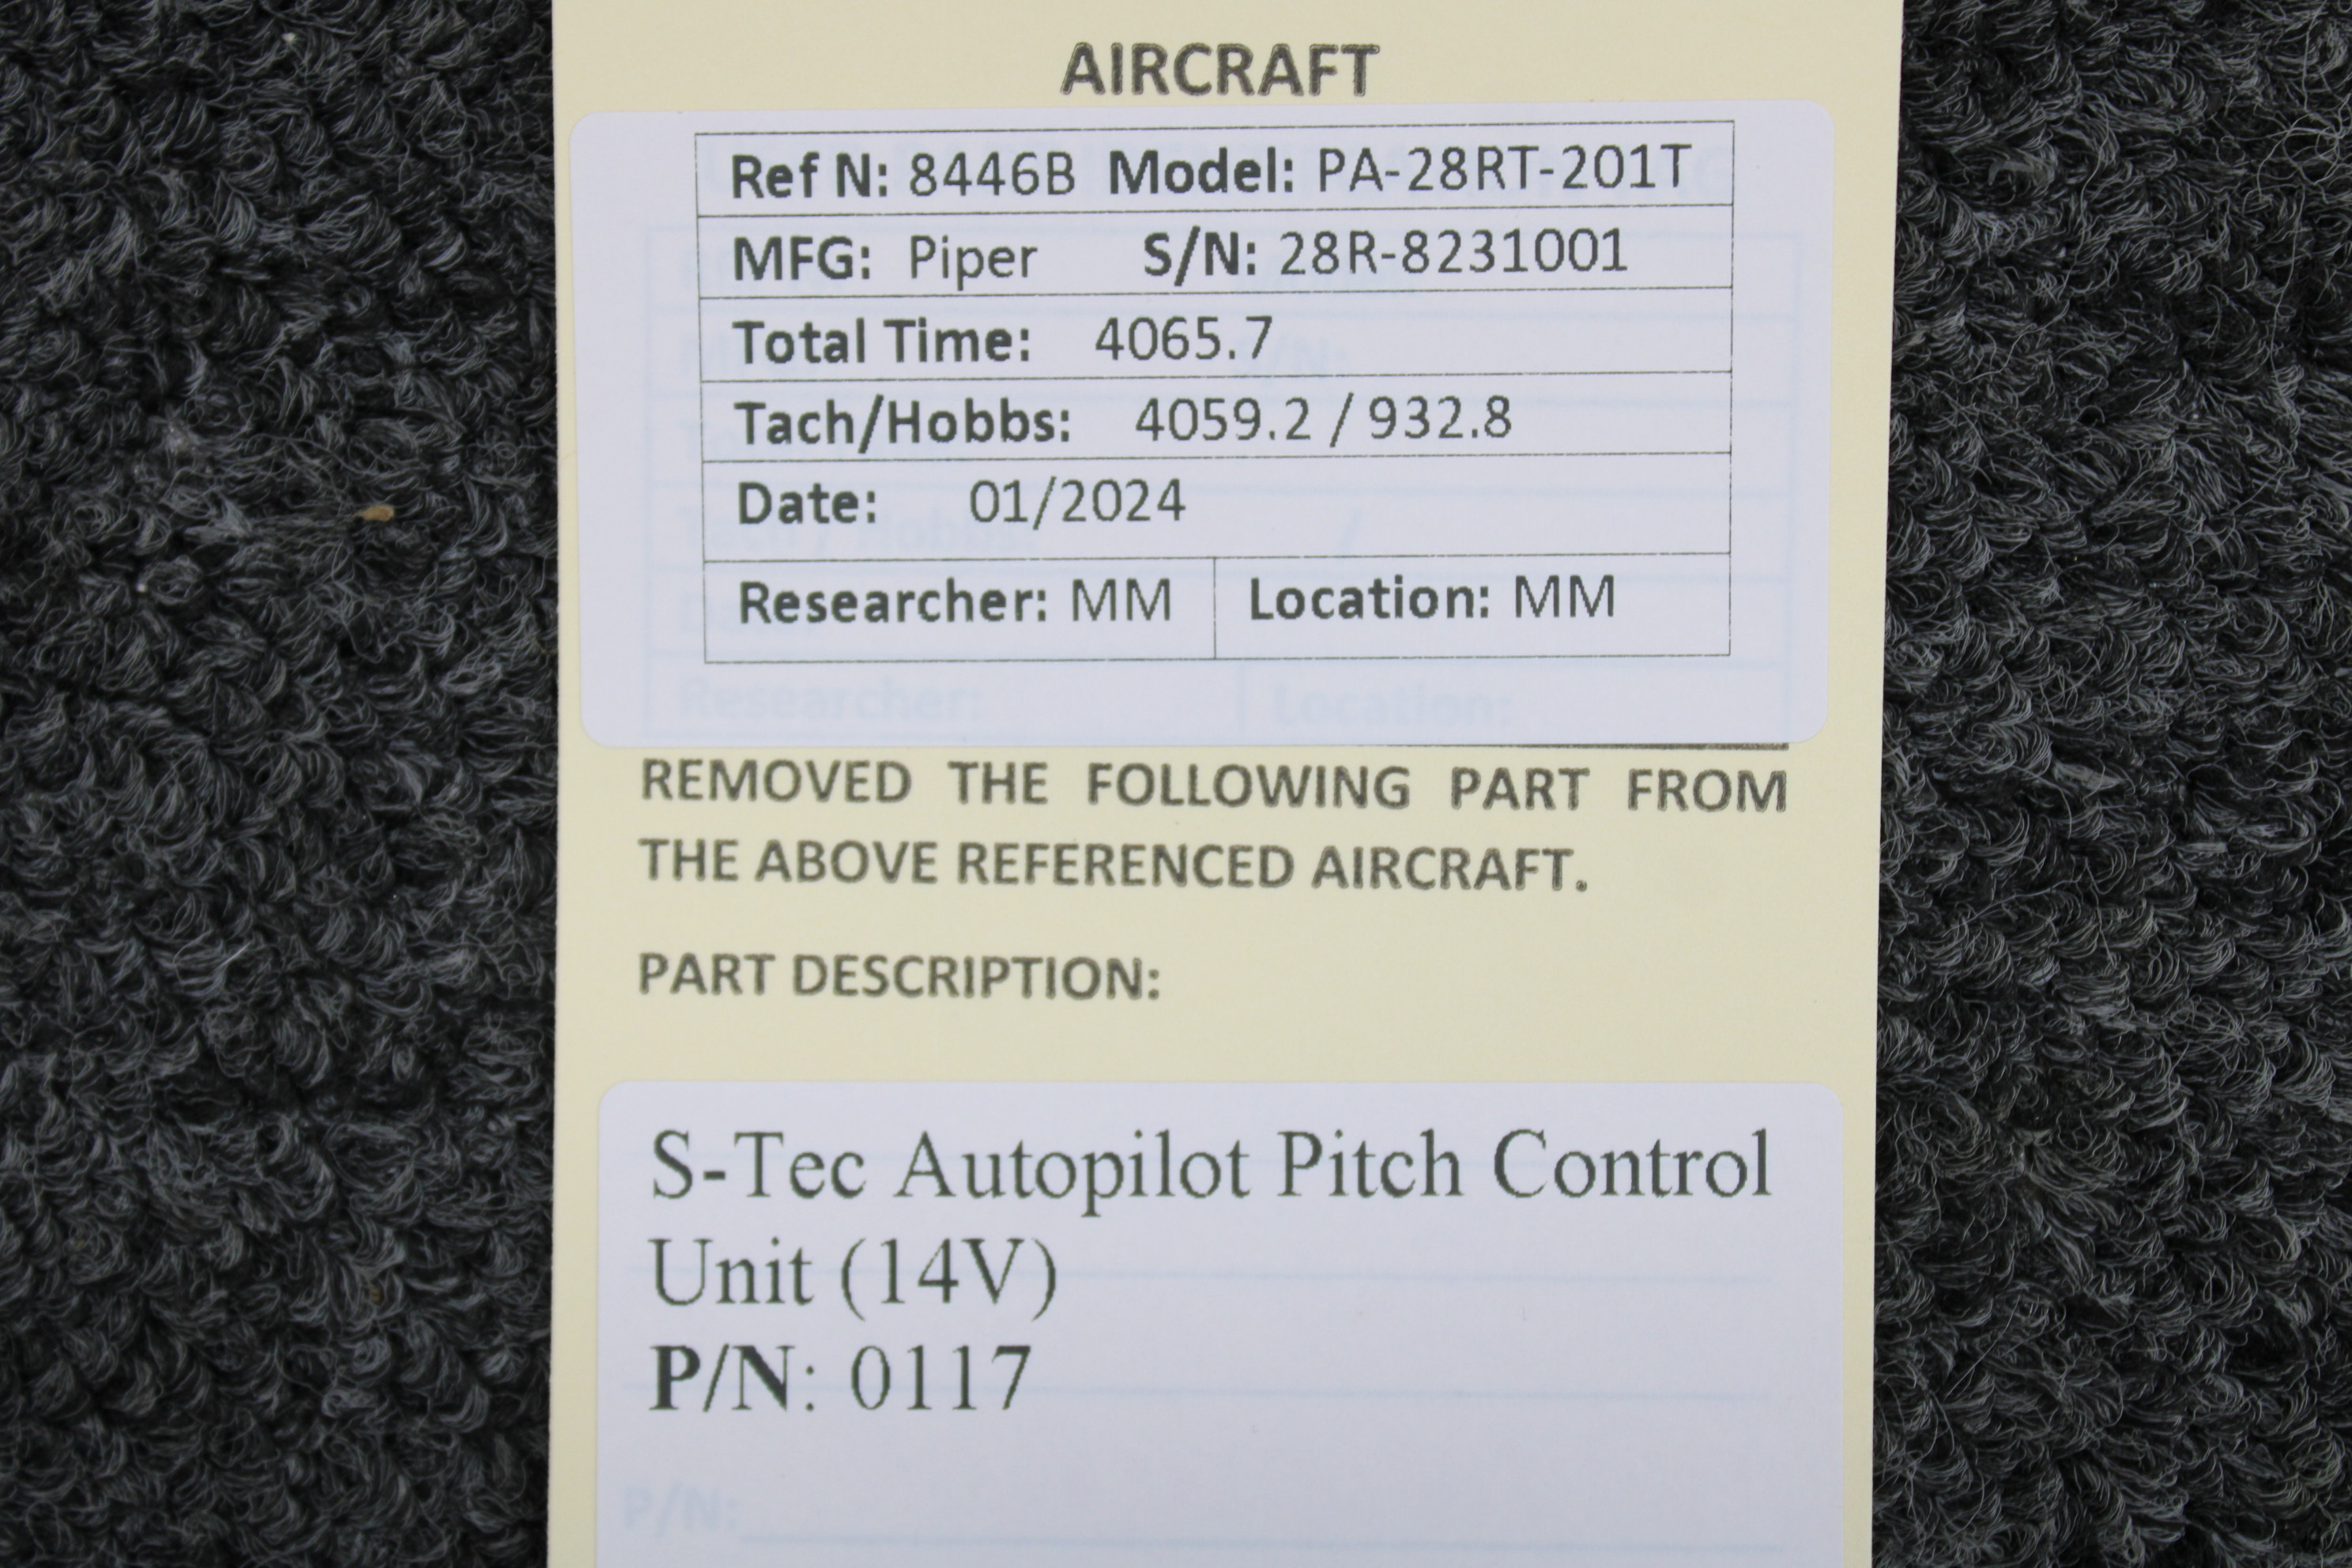 AIRCRAFT
Ref N: 8446B Model: PA-28RT-201T
MFG: Piper S/N: 28R-8231001
Total Time: 4065.7
Tach/Hobbs: 4059.2 / 932.8
Date: 01/2024
Researcher: MM Location: MM
Researcher: Location:
REMOVED THE FOLLOWING PART FROM
THE ABOVE REFERENCED AIRCRAFT.
PART DESCRIPTION:
S-Tec Autopilot Pitch Control
Unit (14V)
P/N: 0117
P/N: